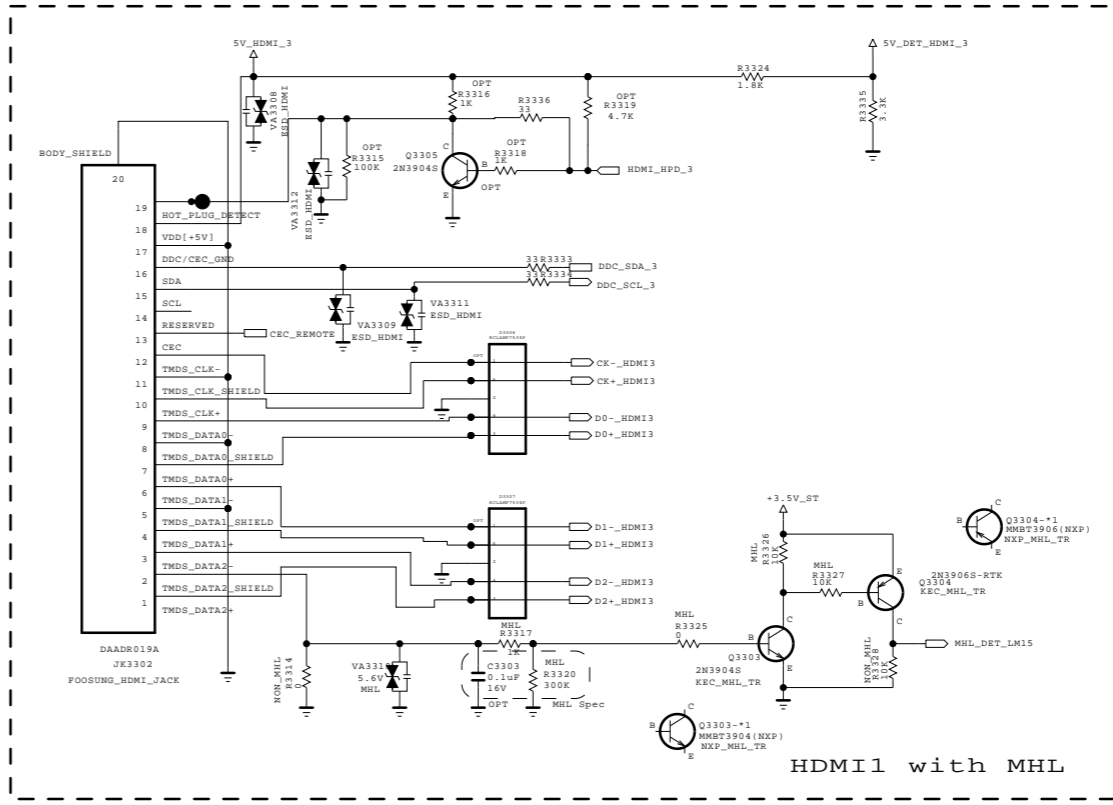 5V_HDMI_3
5V_DET_HDMI_3
R3324
1.8K
OPT
R3316
1K
R3336
33
OPT
R3319
4.7K
R3335
3.3K
VA3308
ESD_HDMI
BODY_SHIELD
OPT
R3315
100K
Q3305
2N3904S
C
B
E
OPT
OPT
R3318
1K
HDMI_HPD_3
VA3312
ESD_HDMI
20
19
HOT_PLUG_DETECT
18
VDD[+5V]
17
DDC/CEC_GND
16
SDA
15
SCL
14
RESERVED
13
CEC
12
TMDS_CLK-
11
TMDS_CLK_SHIELD
10
TMDS_CLK+
9
TMDS_DATA0-
8
TMDS_DATA0_SHIELD
7
TMDS_DATA0+
6
TMDS_DATA1-
5
TMDS_DATA1_SHIELD
4
TMDS_DATA1+
3
TMDS_DATA2-
2
TMDS_DATA2_SHIELD
1
TMDS_DATA2+
DAADR019A
JK3302
FOOSUNG_HDMI_JACK
33 R3333
DDC_SDA_3
33 R3334
DDC_SCL_3
VA3309
ESD_HDMI
VA3311
ESD_HDMI
CEC_REMOTE
OPT
CK-_HDMI3
CK+_HDMI3
D0-_HDMI3
D0+_HDMI3
OPT
D1-_HDMI3
D1+_HDMI3
D2-_HDMI3
D2+_HDMI3
NON_MHL
R3314
0
VA3310
5.6V
MHL
MHL
R3317
1K
C3303
0.1uF
16V
OPT
MHL
R3320
300K
MHL Spec
MHL
R3325
0
+3.5V_ST
MHL
R3326
10K
MHL
R3327
10K
B
C
E
Q3303
2N3904S
KEC_MHL_TR
2N3906S-RTK
Q3304
KEC_MHL_TR
E
B
C
NON_MHL
R3328
10K
MHL_DET_LM15
C
B
E
Q3304-*1
MMBT3906(NXP)
NXP_MHL_TR
C
B
E
Q3303-*1
MMBT3904(NXP)
NXP_MHL_TR
HDMI1 with MHL